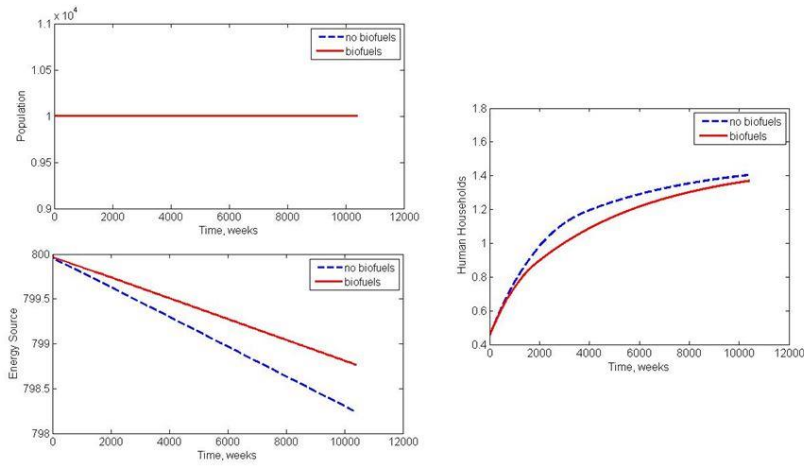 1.1 x 10^4
1.05
1
0.95
0.9
0 2000 4000 6000 8000 10000 12000
Time, weeks
Population
no biofuels
biofuels
800
799.5
799
798.5
798
0 2000 4000 6000 8000 10000 12000
Time, weeks
Energy Source
no biofuels
biofuels
1.8
1.6
1.4
1.2
1
0.8
0.6
0.4
0 2000 4000 6000 8000 10000 12000
Time, weeks
Human Households
no biofuels
biofuels